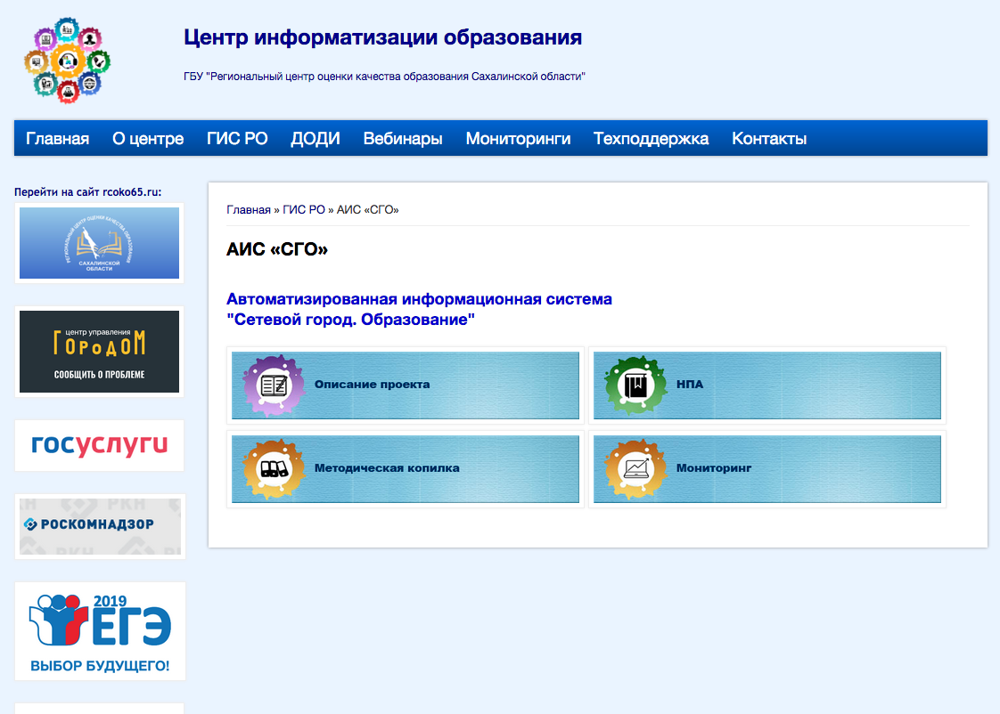 Центр информатизации образования
ГБУ "Региональный центр оценки качества образования Сахалинской области"
Главная О центре ГИС РО ДОДИ Вебинары Мониторинги Техподдержка Контакты
Перейти на сайт rcoko65.ru:
РЕГИОНАЛЬНЫЙ ЦЕНТР ОЦЕНКИ КАЧЕСТВА ОБРАЗОВАНИЯ
САХАЛИНСКОЙ
ОБЛАСТИ
центр управления
ГОРОДОМ
СООБЩИТЬ О ПРОБЛЕМЕ
госуслуги
РКН
РОСКОМНАДЗОР
РКН
2019
ЕГЭ
ВЫБОР БУДУЩЕГО!
Главная » ГИС РО » АИС «СГО»
АИС «СГО»
Автоматизированная информационная система
"Сетевой город. Образование"
Описание проекта
НПА
Методическая копилка
Мониторинг